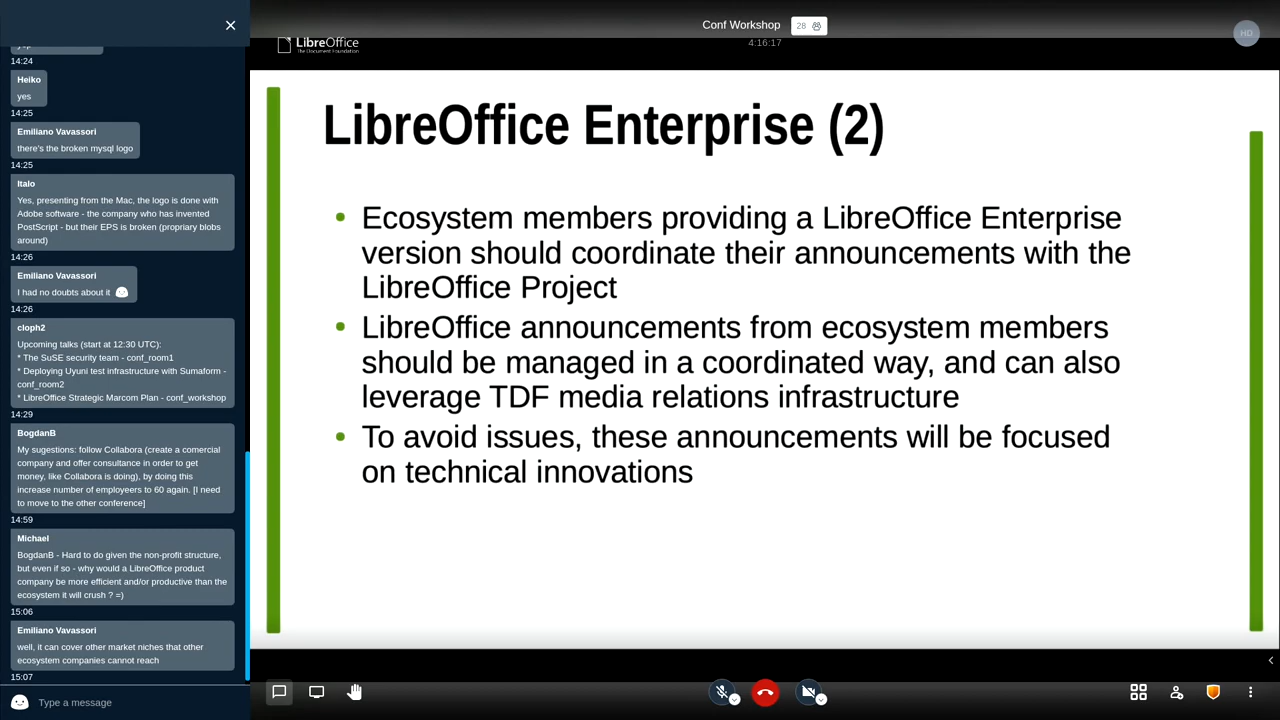 14:24
Heiko
yes
14:25
Emiliano Vavassori
there's the broken mysql logo
14:25
Italo
Yes, presenting from the Mac, the logo is done with
Adobe software - the company who has invented
PostScript - but their EPS is broken (propriary blobs
around)
14:26
Emiliano Vavassori
I had no doubts about it
14:26
cloph2
Upcoming talks (start at 12:30 UTC):
* The SuSE security team - conf_room1
* Deploying Uyuni test infrastructure with Sumaform -
conf_room2
* LibreOffice Strategic Marcom Plan - conf_workshop
14:29
BogdanB
My sugestions: follow Collabora (create a comercial
company and offer consultance in order to get
money, like Collabora is doing), by doing this
increase number of employeers to 60 again. [I need
to move to the other conference]
14:59
Michael
BogdanB - Hard to do given the non-profit structure,
but even if so - why would a LibreOffice product
company be more efficient and/or productive than the
ecosystem it will crush ? =)
15:06
Emiliano Vavassori
well, it can cover other market niches that other
ecosystem companies cannot reach
15:07
Type a message
Conf Workshop
28
4:16:17
HD
LibreOffice
The Document Foundation
LibreOffice Enterprise (2)
• Ecosystem members providing a LibreOffice Enterprise
version should coordinate their announcements with the
LibreOffice Project
• LibreOffice announcements from ecosystem members
should be managed in a coordinated way, and can also
leverage TDF media relations infrastructure
• To avoid issues, these announcements will be focused
on technical innovations